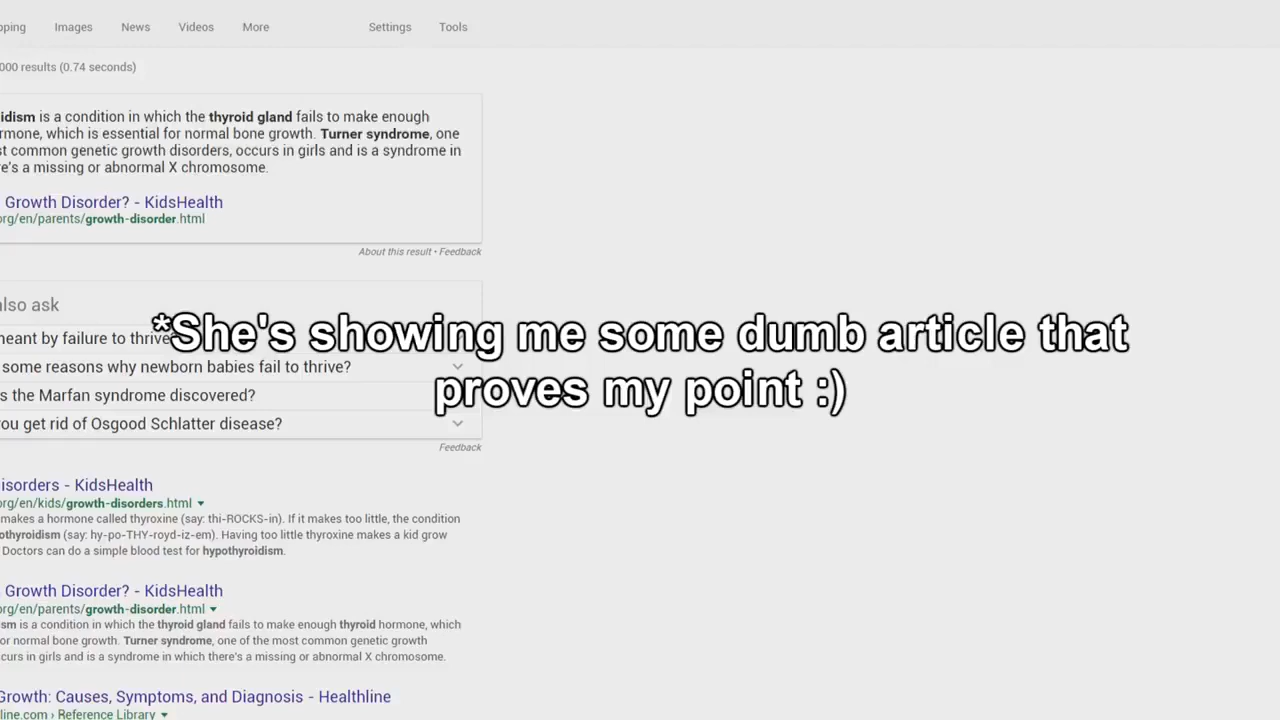 pping Images News Videos More Settings Tools
000 results (0.74 seconds)
idism is a condition in which the thyroid gland fails to make enough
rmone, which is essential for normal bone growth. Turner syndrome, one
st common genetic growth disorders, occurs in girls and is a syndrome in
re's a missing or abnormal X chromosome.
Growth Disorder? - KidsHealth
org/en/parents/growth-disorder.html
About this result • Feedback
also ask
meant by failure to thrive
some reasons why newborn babies fail to thrive?
s the Marfan syndrome discovered?
you get rid of Osgood Schlatter disease?
*She's showing me some dumb article that
proves my point :)
Feedback
isorders - KidsHealth
org/en/kids/growth-disorders.html
makes a hormone called thyroxine (say: thi-ROCKS-in). If it makes too little, the condition
othyroidism (say: hy-po-THY-royd-iz-em). Having too little thyroxine makes a kid grow
Doctors can do a simple blood test for hypothyroidism.
Growth Disorder? - KidsHealth
org/en/parents/growth-disorder.html
sm is a condition in which the thyroid gland fails to make enough thyroid hormone, which
or normal bone growth. Turner syndrome, one of the most common genetic growth
curs in girls and is a syndrome in which there's a missing or abnormal X chromosome.
Growth: Causes, Symptoms, and Diagnosis - Healthline
line.com › Reference Library